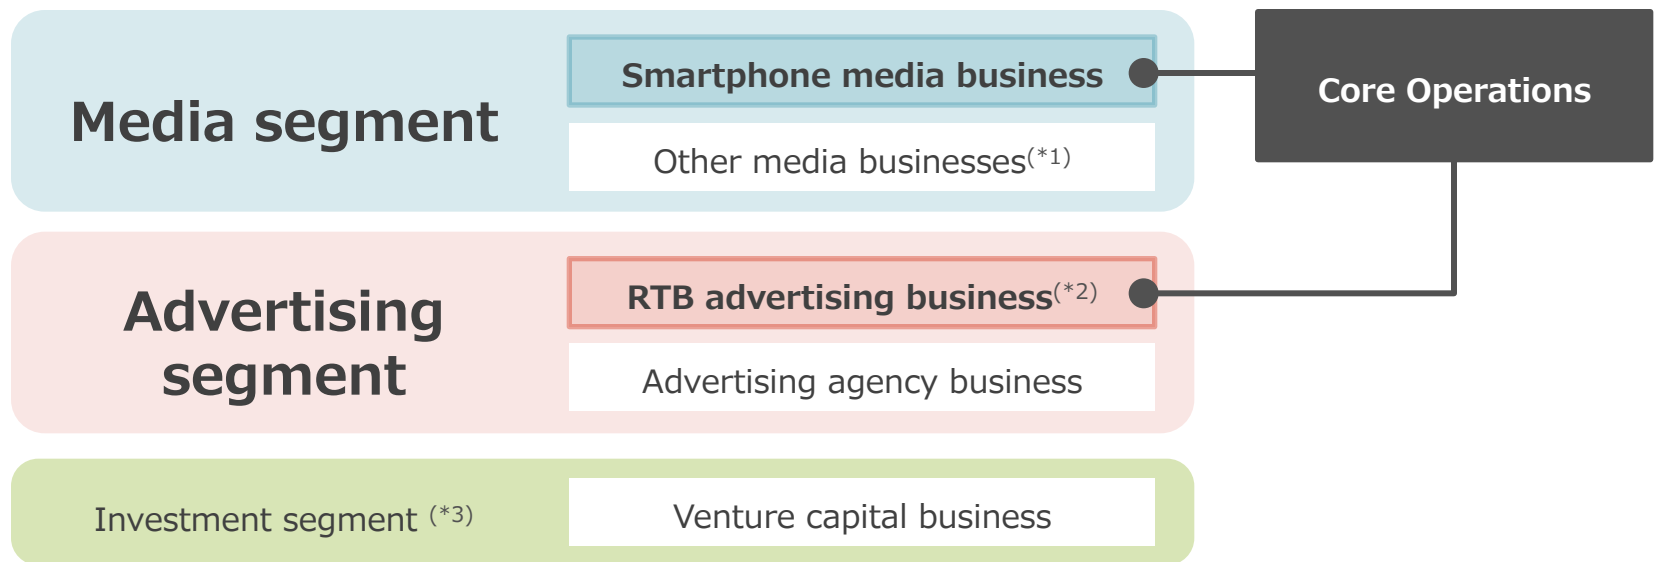 Media segment
Smartphone media business
Other media businesses(*1)
Core Operations
Advertising
segment
RTB advertising business(*2)
Advertising agency business
Investment segment (*3)
Venture capital business